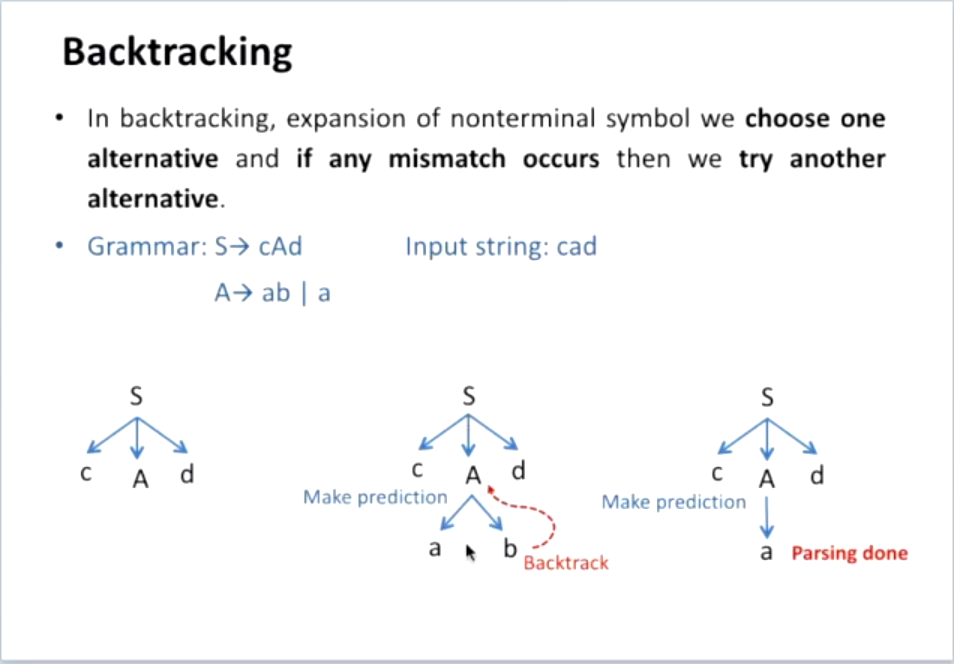 Backtracking
• In backtracking, expansion of nonterminal symbol we choose one
alternative and if any mismatch occurs then we try another
alternative.
• Grammar: S→ cAd Input string: cad
A→ ab | a
S S S
c A d c A d c A d
Make prediction Make prediction
a b a Parsing done
Backtrack